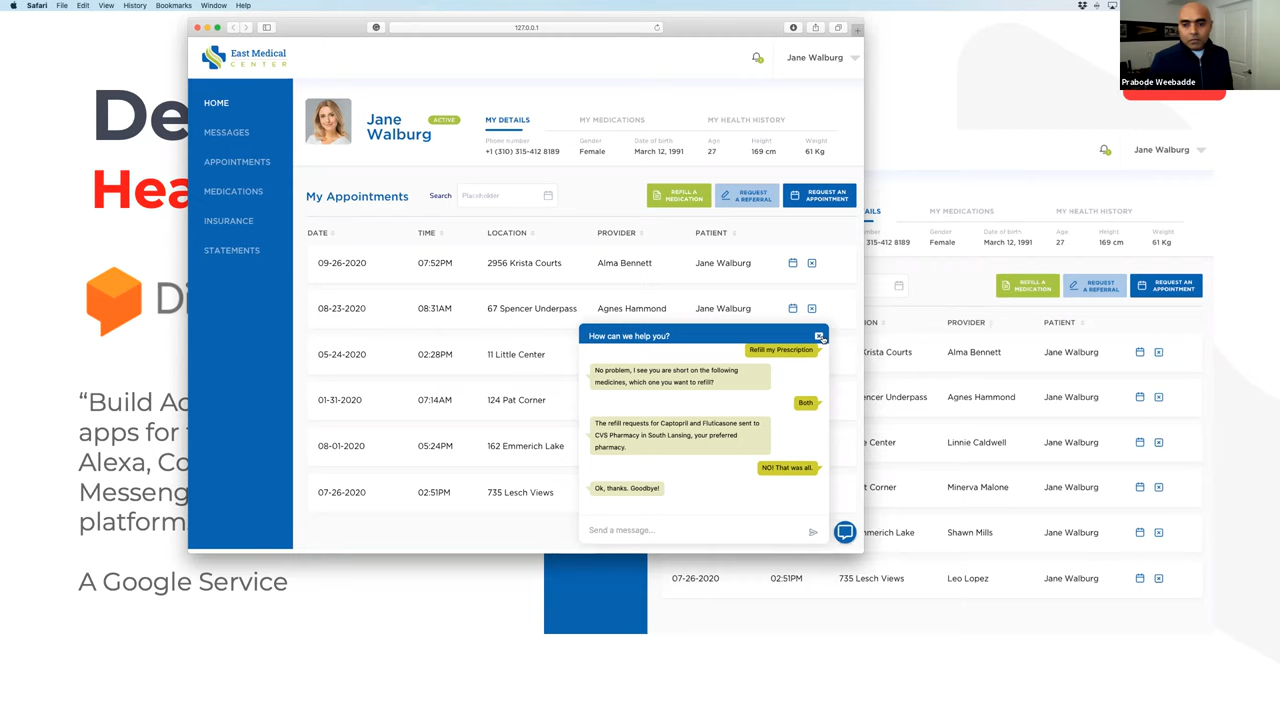 Safari File Edit View History Bookmarks Window Help
127.0.0.1
East Medical
CENTER
Jane Walburg
HOME
MESSAGES
APPOINTMENTS
MEDICATIONS
INSURANCE
STATEMENTS
Jane
Walburg
ACTIVE
MY DETAILS MY MEDICATIONS MY HEALTH HISTORY
Phone number Gender Date of birth Age Height Weight
+1 (310) 315-412 8189 Female March 12, 1991 27 169 cm 61 Kg
My Appointments
Search
REFILL A
MEDICATION
REQUEST
A REFERRAL
REQUEST AN
APPOINTMENT
DATE TIME LOCATION PROVIDER PATIENT
09-26-2020 07:52PM 2956 Krista Courts Alma Bennett Jane Walburg
08-23-2020 08:31AM 67 Spencer Underpass Agnes Hammond Jane Walburg
05-24-2020 02:28PM 11 Little Center
01-31-2020 07:14AM 124 Pat Corner
08-01-2020 05:24PM 162 Emmerich Lake
07-26-2020 02:51PM 735 Lesch Views
How can we help you?
Refill my Prescription
No problem, I see you are short on the following
medicines, which one you want to refill?
Both
The refill requests for Captopril and Fluticasone sent to
CVS Pharmacy in South Lansing, your preferred
pharmacy.
NO! That was all.
Ok, thanks. Goodbye!
Send a message...
De
Hea
Di
“Build Ac
apps for
Alexa, Co
Messeng
platform
A Google Service
Prabode Weebadde
Jane Walburg
AILS MY MEDICATIONS MY HEALTH HISTORY
Gender Date of birth Age Height Weight
315-412 8189 Female March 12, 1991 27 169 cm 61 Kg
REFILL A
MEDICATION
REQUEST
A REFERRAL
REQUEST AN
APPOINTMENT
ION PROVIDER PATIENT
Krista Courts Alma Bennett Jane Walburg
encer Underpass Agnes Hammond Jane Walburg
e Center Linnie Caldwell Jane Walburg
t Corner Minerva Malone Jane Walburg
mmerich Lake Shawn Mills Jane Walburg
07-26-2020 02:51PM 735 Lesch Views Leo Lopez Jane Walburg